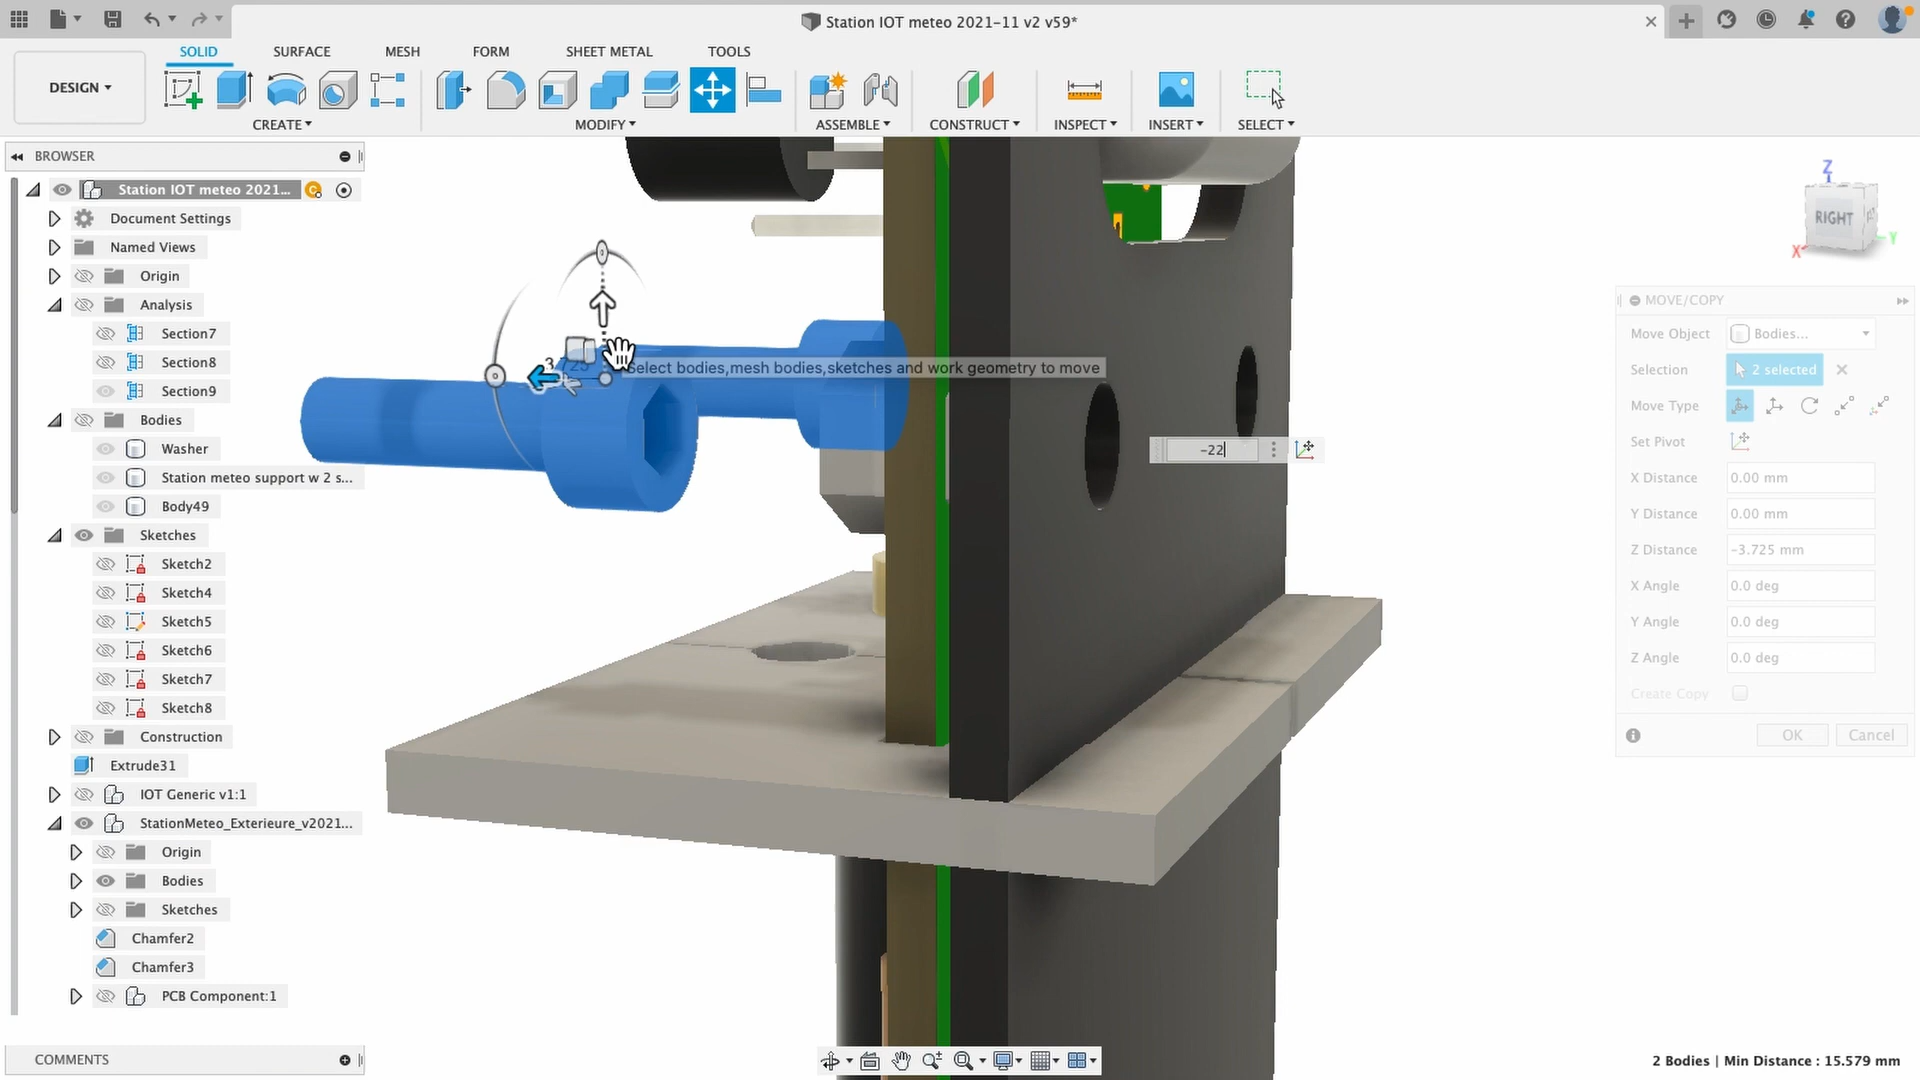 Station IOT meteo 2021-11 v2 v59*
SOLID
SURFACE
MESH
FORM
SHEET METAL
TOOLS
DESIGN
CREATE
MODIFY
ASSEMBLE
CONSTRUCT
INSPECT
INSERT
SELECT
BROWSER
Station IOT meteo 2021...
Document Settings
Named Views
Origin
Analysis
Section7
Section8
Section9
Bodies
Washer
Station meteo support w 2 s...
Body49
Sketches
Sketch2
Sketch4
Sketch5
Sketch6
Sketch7
Sketch8
Construction
Extrude31
IOT Generic v1:1
StationMeteo_Exterieure_v2021...
Origin
Bodies
Sketches
Chamfer2
Chamfer3
PCB Component:1
COMMENTS
Select bodies,mesh bodies,sketches and work geometry to move
-22
Z
RIGHT
X
Y
MOVE/COPY
Move Object Bodies...
Selection 2 selected
Move Type
Set Pivot
X Distance 0.00 mm
Y Distance 0.00 mm
Z Distance -3.725 mm
X Angle 0.0 deg
Y Angle 0.0 deg
Z Angle 0.0 deg
Create Copy
OK Cancel
2 Bodies | Min Distance : 15.579 mm